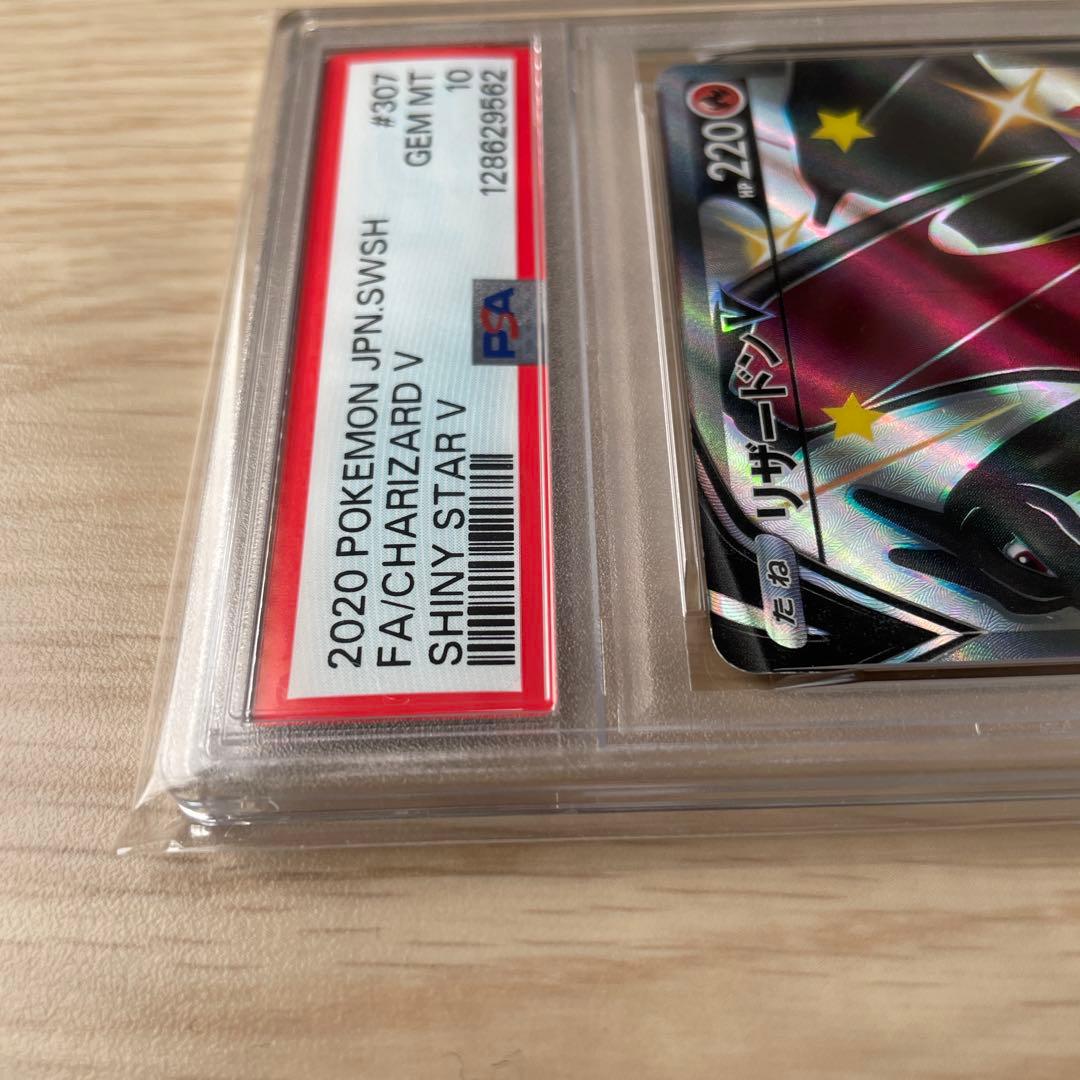 2020 POKEMON JPN.SWSH #307
FA/CHARIZARD V GEM MT
SHINY STAR V 10
PSA 128629562
たね リザードンV HP 220